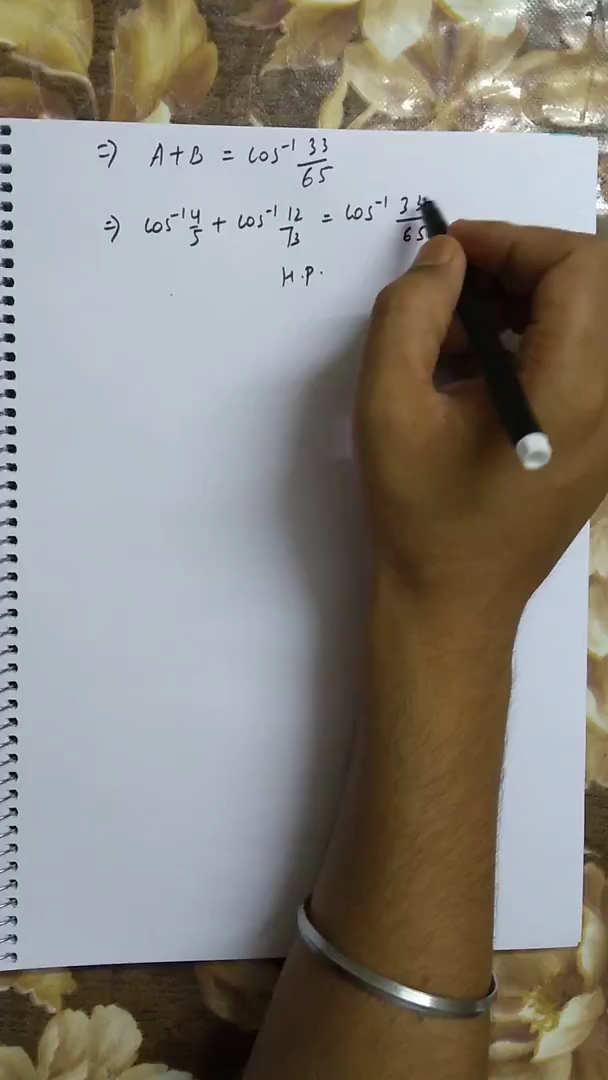 ⇒ A+B = cos⁻¹ 33/65
⇒ cos⁻¹ 4/5 + cos⁻¹ 12/13 = cos⁻¹ 33/65
H.P.